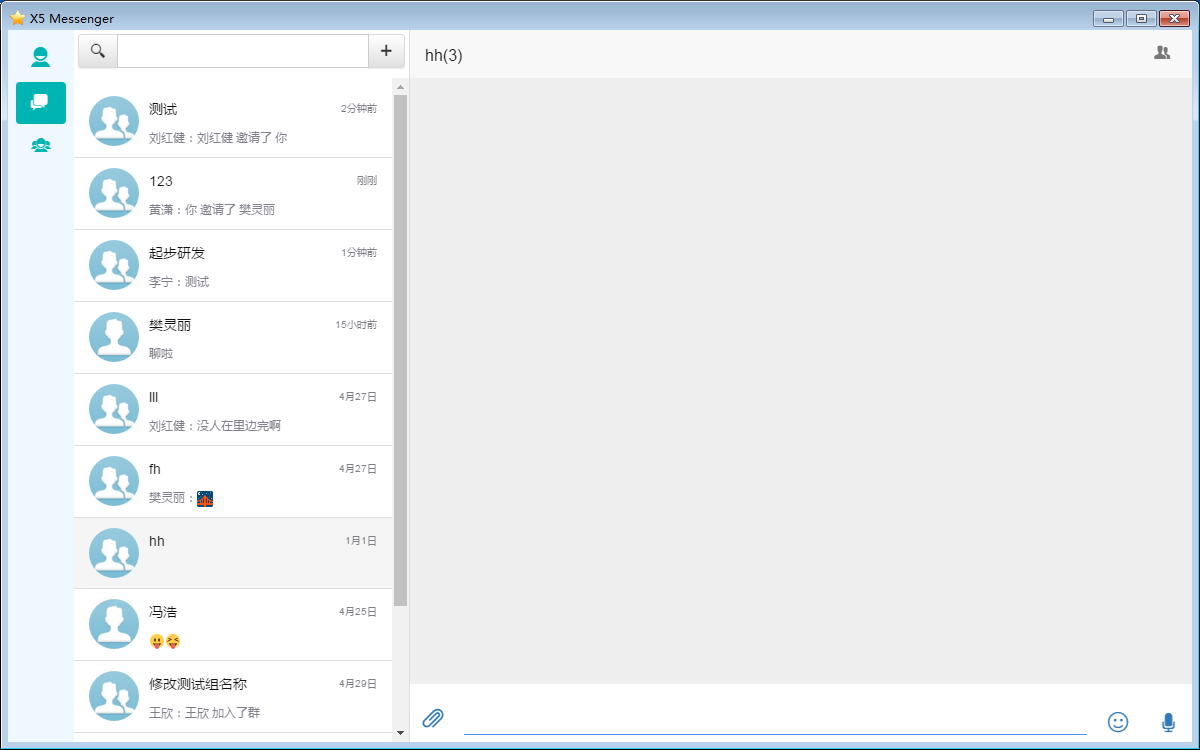 X5 Messenger
hh(3)
测试
2分钟前
刘红健：刘红健 邀请了 你
123
刚刚
黄潇：你 邀请了 樊灵丽
起步研发
1分钟前
李宁：测试
樊灵丽
15小时前
聊啦
lll
4月27日
刘红健：没人在里边完啊
fh
4月27日
樊灵丽：
hh
1月1日
冯浩
4月25日
修改测试组名称
4月29日
王欣：王欣 加入了群